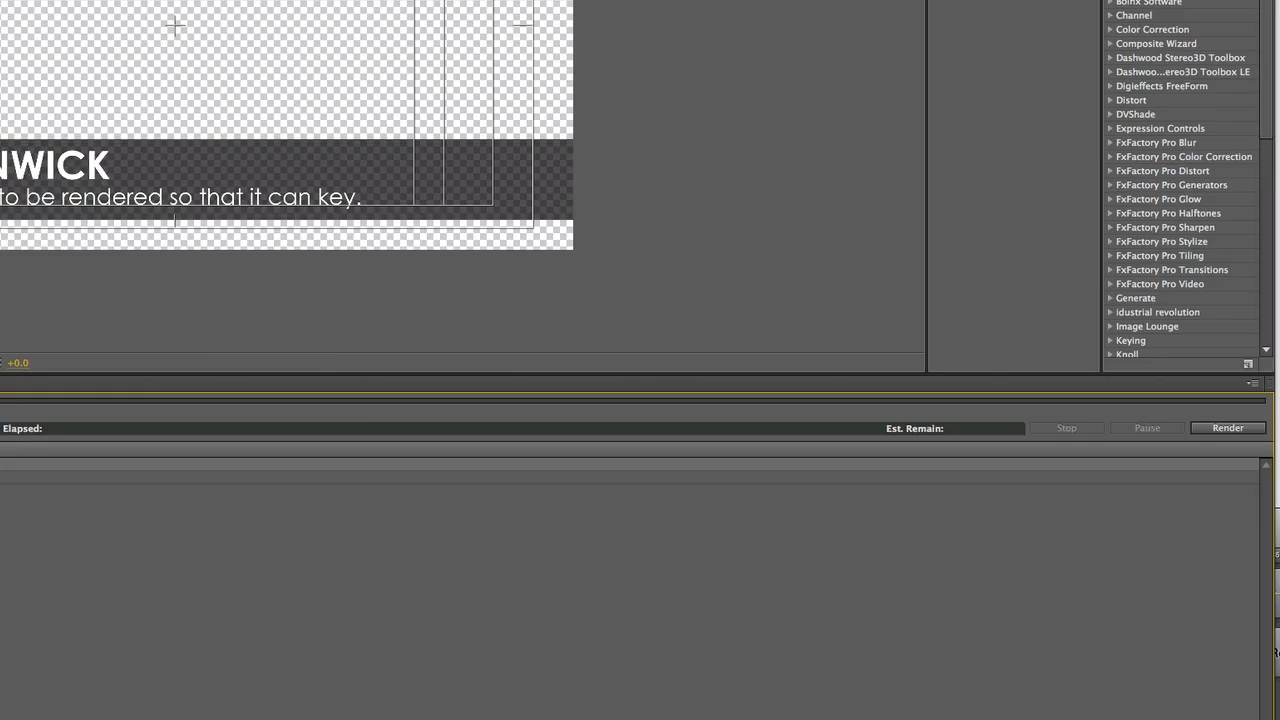 Boinx Software
Channel
Color Correction
Composite Wizard
Dashwood Stereo3D Toolbox
Dashwoo...ereo3D Toolbox LE
Digieffects FreeForm
Distort
DVShade
Expression Controls
FxFactory Pro Blur
FxFactory Pro Color Correction
FxFactory Pro Distort
FxFactory Pro Generators
FxFactory Pro Glow
FxFactory Pro Halftones
FxFactory Pro Sharpen
FxFactory Pro Stylize
FxFactory Pro Tiling
FxFactory Pro Transitions
FxFactory Pro Video
Generate
idustrial revolution
Image Lounge
Keying
Knoll
NWICK
to be rendered so that it can key.
+0.0
Elapsed: Est. Remain: Stop Pause Render